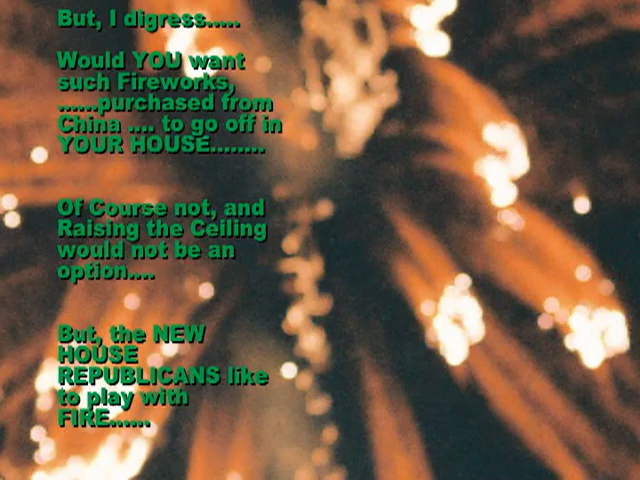 But, I digress.....
Would YOU want
such Fireworks,
......purchased from
China .... to go off in
YOUR HOUSE........
Of Course not, and
Raising the Ceiling
would not be an
option....
But, the NEW
HOUSE
REPUBLICANS like
to play with
FIRE......